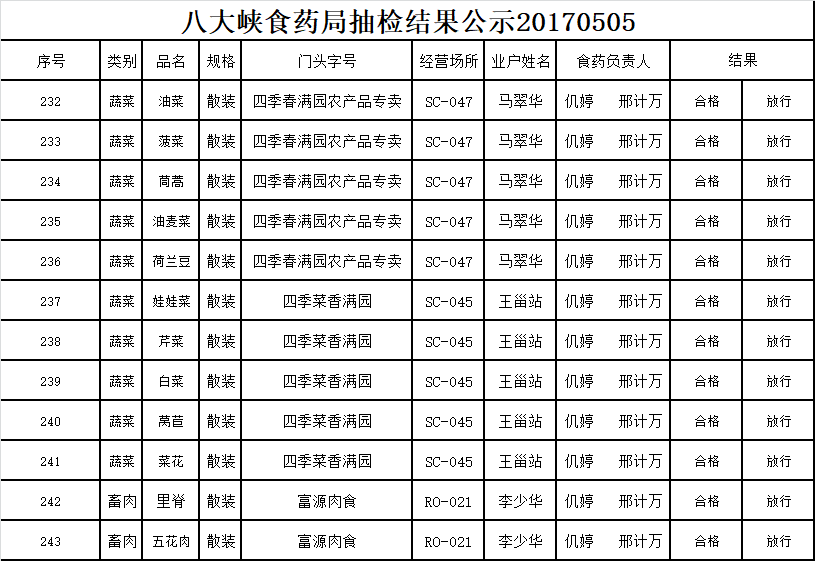 八大峡食药局抽检结果公示20170505
序号 类别 品名 规格 门头字号 经营场所 业户姓名 食药负责人 结果
232 蔬菜 油菜 散装 四季春满园农产品专卖 SC-047 马翠华 仉婷 邢计万 合格 放行
233 蔬菜 菠菜 散装 四季春满园农产品专卖 SC-047 马翠华 仉婷 邢计万 合格 放行
234 蔬菜 茼蒿 散装 四季春满园农产品专卖 SC-047 马翠华 仉婷 邢计万 合格 放行
235 蔬菜 油麦菜 散装 四季春满园农产品专卖 SC-047 马翠华 仉婷 邢计万 合格 放行
236 蔬菜 荷兰豆 散装 四季春满园农产品专卖 SC-047 马翠华 仉婷 邢计万 合格 放行
237 蔬菜 娃娃菜 散装 四季菜香满园 SC-045 王甾站 仉婷 邢计万 合格 放行
238 蔬菜 芹菜 散装 四季菜香满园 SC-045 王甾站 仉婷 邢计万 合格 放行
239 蔬菜 白菜 散装 四季菜香满园 SC-045 王甾站 仉婷 邢计万 合格 放行
240 蔬菜 萵苣 散装 四季菜香满园 SC-045 王甾站 仉婷 邢计万 合格 放行
241 蔬菜 菜花 散装 四季菜香满园 SC-045 王甾站 仉婷 邢计万 合格 放行
242 畜肉 里脊 散装 富源肉食 RO-021 李少华 仉婷 邢计万 合格 放行
243 畜肉 五花肉 散装 富源肉食 RO-021 李少华 仉婷 邢计万 合格 放行